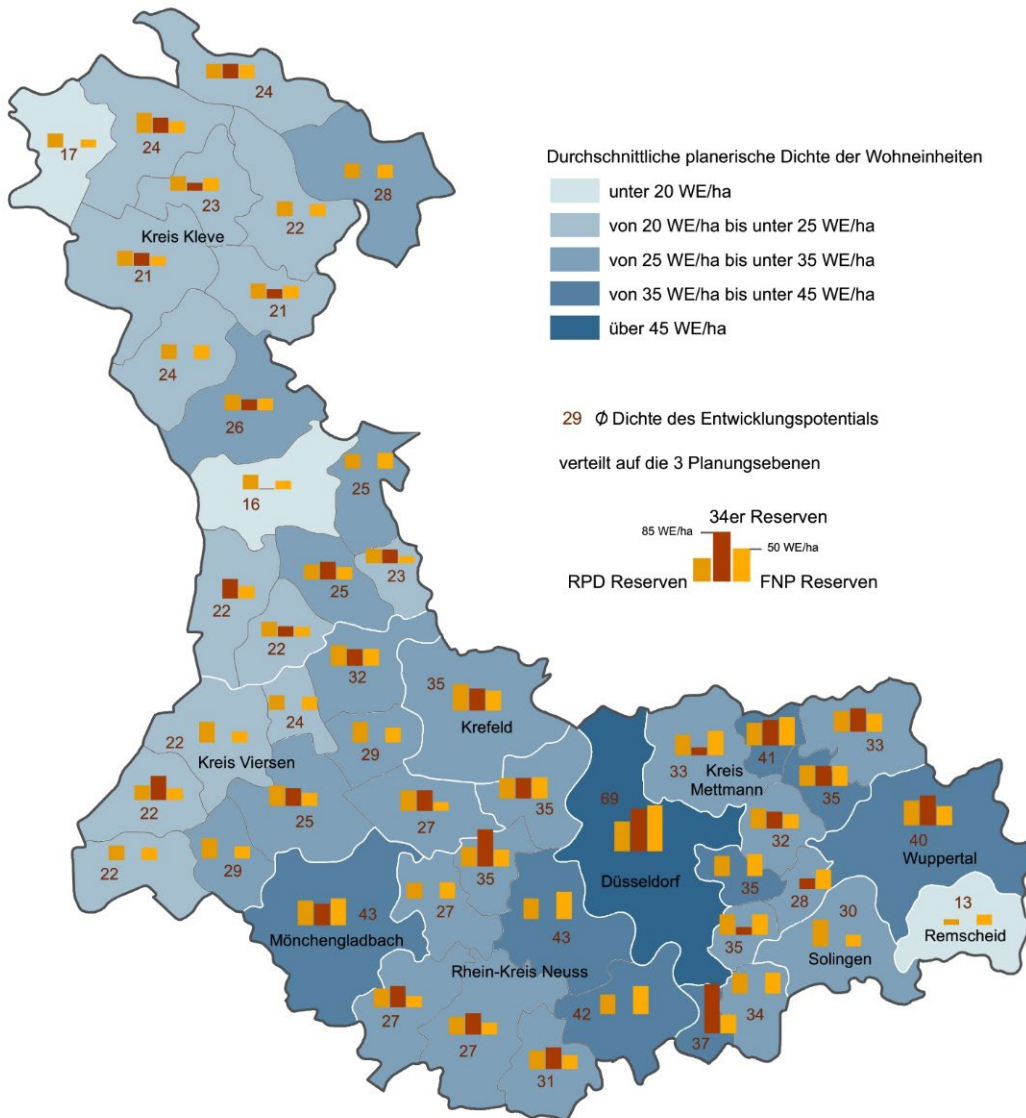 24
17
24
23
28
22
Kreis Kleve
21
21
24
26
16
25
23
25
22
22
32
35
Krefeld
24
22
29
Kreis Viersen
33
Kreis
Mettmann
41
33
35
22
25
27
35
69
32
40
Wuppertal
22
29
35
27
Düsseldorf
35
28
30
13
Remscheid
43
Mönchengladbach
43
35
Solingen
Rhein-Kreis Neuss
27
27
42
34
37
31
Durchschnittliche planerische Dichte der Wohneinheiten
unter 20 WE/ha
von 20 WE/ha bis unter 25 WE/ha
von 25 WE/ha bis unter 35 WE/ha
von 35 WE/ha bis unter 45 WE/ha
über 45 WE/ha
29 Ø Dichte des Entwicklungspotentials
verteilt auf die 3 Planungsebenen
34er Reserven
85 WE/ha
50 WE/ha
RPD Reserven
FNP Reserven